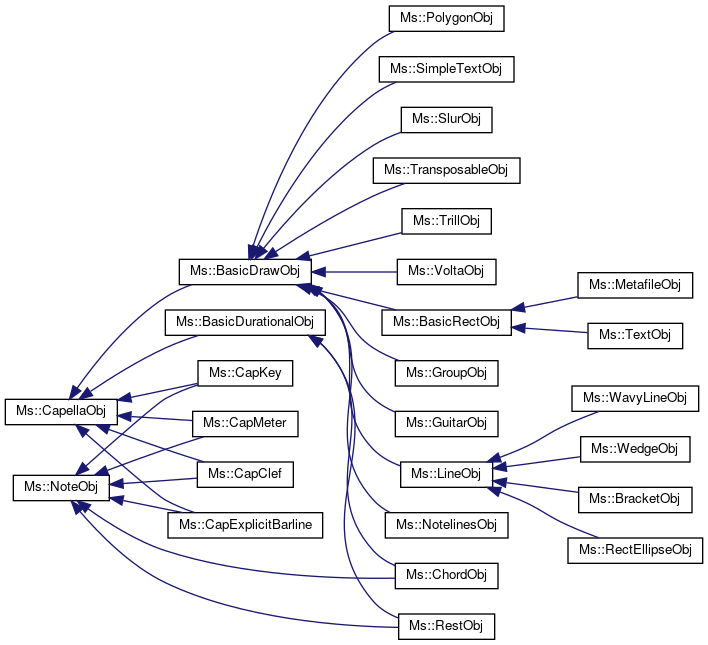 Ms::PolygonObj
Ms::SimpleTextObj
Ms::SlurObj
Ms::TransposableObj
Ms::TrillObj
Ms::BasicDrawObj
Ms::VoltaObj
Ms::MetafileObj
Ms::BasicDurationalObj
Ms::BasicRectObj
Ms::TextObj
Ms::CapKey
Ms::GroupObj
Ms::WavyLineObj
Ms::CapellaObj
Ms::CapMeter
Ms::GuitarObj
Ms::WedgeObj
Ms::NoteObj
Ms::CapClef
Ms::LineObj
Ms::BracketObj
Ms::CapExplicitBarline
Ms::NotelinesObj
Ms::RectEllipseObj
Ms::ChordObj
Ms::RestObj